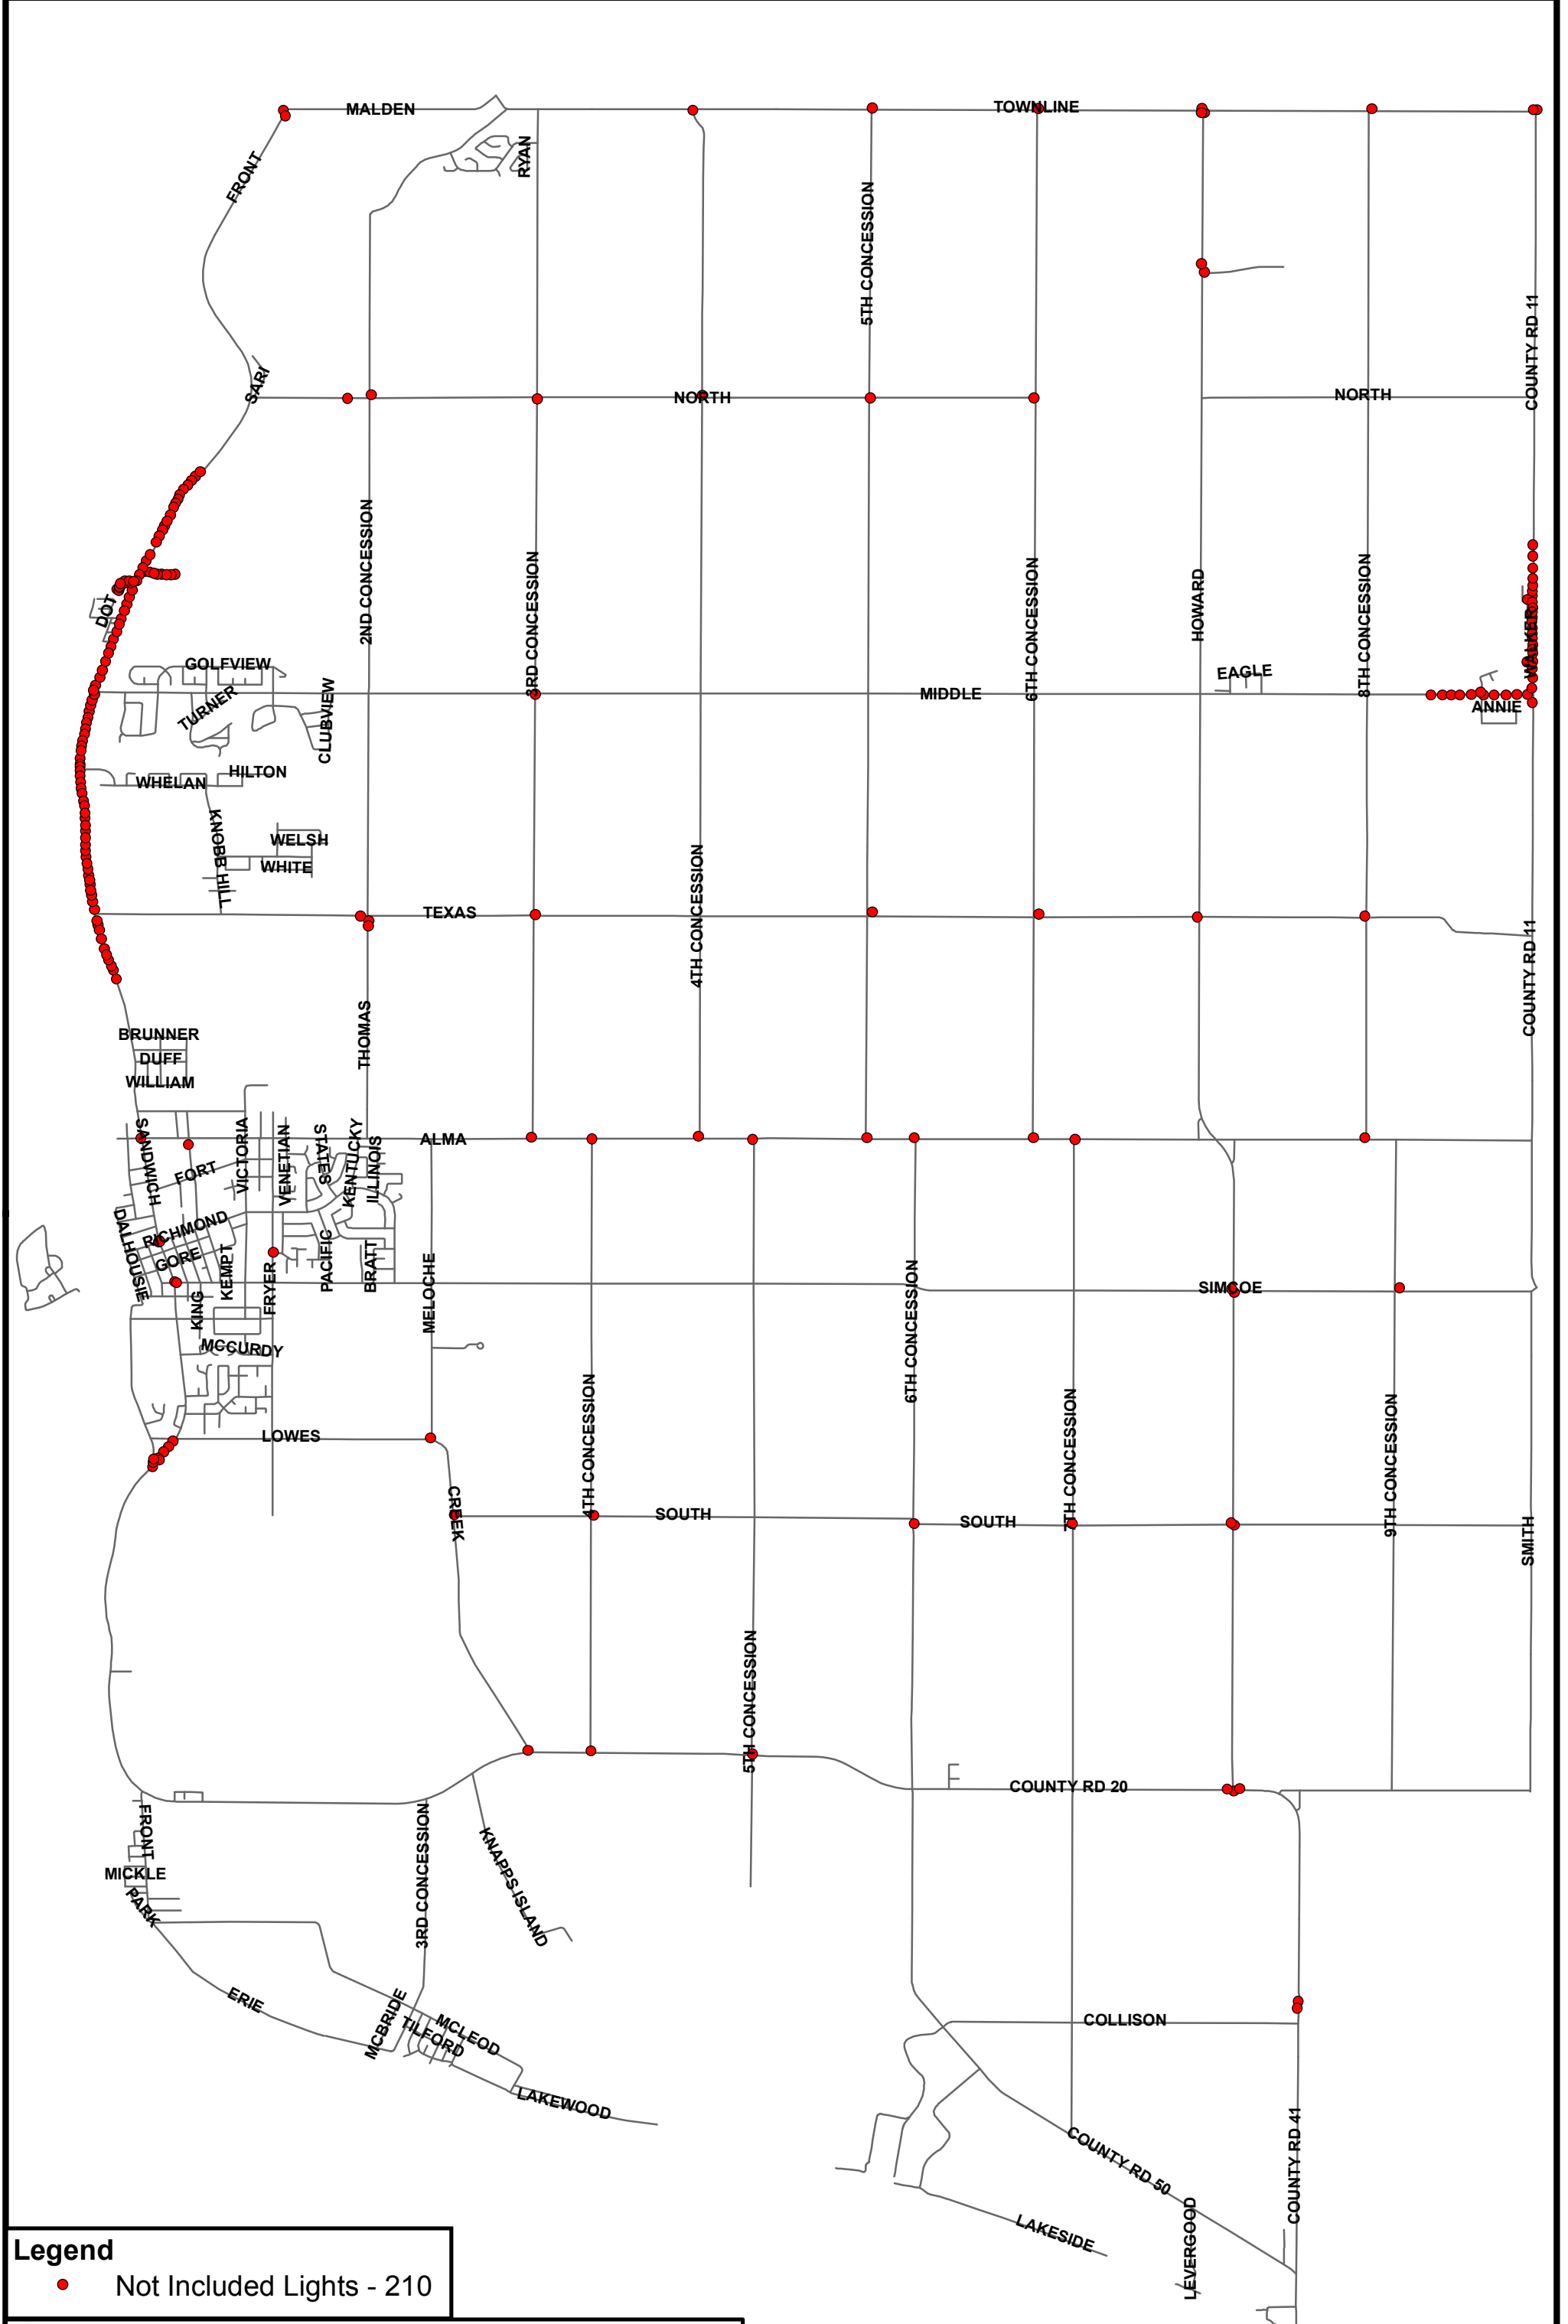 MALDEN
TOWNLINE
RYAN
FRONT
5TH CONCESSION
COUNTY RD 11
SARI
NORTH
NORTH
2ND CONCESSION
3RD CONCESSION
6TH CONCESSION
HOWARD
8TH CONCESSION
DOT
WALKER
GOLFVIEW
EAGLE
TURNER
CLUBVIEW
MIDDLE
ANNIE
HILTON
WHELAN
KNOBB HILL
WELSH
WHITE
4TH CONCESSION
TEXAS
COUNTY RD 11
THOMAS
BRUNNER
DUFF
WILLIAM
SANDWICH
VICTORIA
VENETIAN
STATES
KENTUCKY
ILLINOIS
ALMA
FORT
DALHOUSIE
RICHMOND
GORE
KEMPT
FRYER
PACIFIC
BRATT
MELOCHE
6TH CONCESSION
SIMCOE
KING
MCCURDY
4TH CONCESSION
7TH CONCESSION
9TH CONCESSION
LOWES
CREEK
SOUTH
SOUTH
SMITH
5TH CONCESSION
COUNTY RD 20
FRONT
3RD CONCESSION
KNAPPS ISLAND
MICKLE
PARK
ERIE
MCBRIDE
TILFORD
MCLEOD
COLLISON
LAKEWOOD
COUNTY RD 50
COUNTY RD 41
LAKESIDE
LEVERGOOD
Legend
Not Included Lights - 210